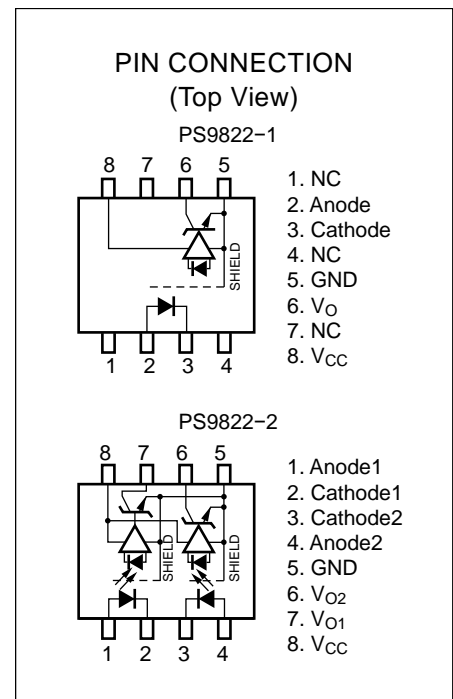 PIN CONNECTION
(Top View)
PS9822−1
8 7 6 5
SHIELD
1 2 3 4
1. NC
2. Anode
3. Cathode
4. NC
5. GND
6. VO
7. NC
8. VCC
PS9822−2
8 7 6 5
SHIELD SHIELD
1 2 3 4
1. Anode1
2. Cathode1
3. Cathode2
4. Anode2
5. GND
6. VO2
7. VO1
8. VCC